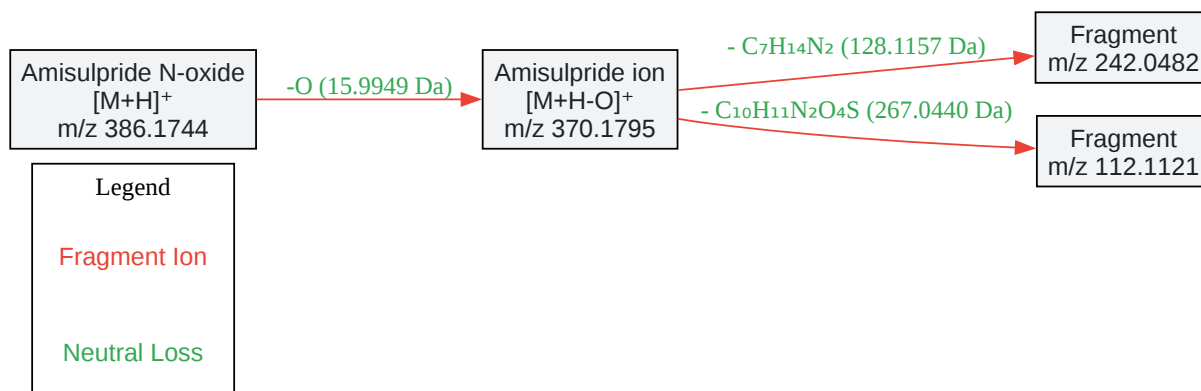 Amisulpride N-oxide
[M+H]⁺
m/z 386.1744
-O (15.9949 Da)
Amisulpride ion
[M+H-O]⁺
m/z 370.1795
- C₇H₁₄N₂ (128.1157 Da)
Fragment
m/z 242.0482
- C₁₀H₁₁N₂O₄S (267.0440 Da)
Fragment
m/z 112.1121
Legend
Fragment Ion
Neutral Loss